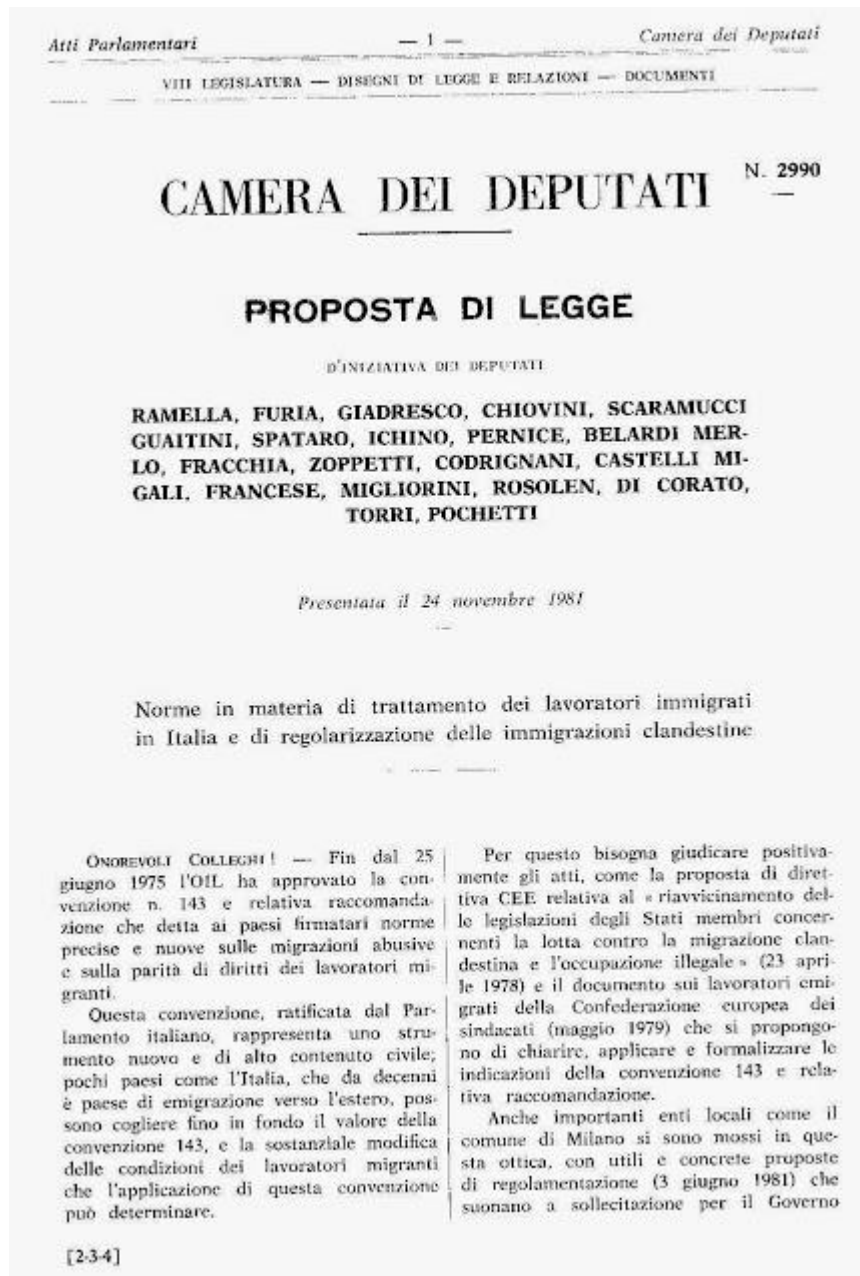 Atti Parlamentari — 1 — Camera dei Deputati
VIII LEGISLATURA — DISEGNI DI LEGGE E RELAZIONI — DOCUMENTI
CAMERA DEI DEPUTATI
N. 2990
PROPOSTA DI LEGGE
D'INIZIATIVA DEI DEPUTATI
RAMELLA, FURIA, GIADRESCO, CHIOVINI, SCARAMUCCI
GUAITINI, SPATARO, ICHINO, PERNICE, BELARDI MER-
LO, FRACCHIA, ZOPPETTI, CODRIGNANI, CASTELLI MI-
GALI, FRANCESE, MIGLIORINI, ROSOLEN, DI CORATO,
TORRI, POCHETTI
Presentata il 24 novembre 1981
Norme in materia di trattamento dei lavoratori immigrati
in Italia e di regolarizzazione delle immigrazioni clandestine
ONOREVOLI COLLEGHI! — Fin dal 25
giugno 1975 l'OIL ha approvato la con-
venzione n. 143 e relativa raccomanda-
zione che detta ai paesi firmatari norme
precise e nuove sulle migrazioni abusive
e sulla parità di diritti dei lavoratori mi-
granti.
Questa convenzione, ratificata dal Par-
lamento italiano, rappresenta uno stru-
mento nuovo e di alto contenuto civile;
pochi paesi come l'Italia, che da decenni
è paese di emigrazione verso l'estero, pos-
sono cogliere fino in fondo il valore della
convenzione 143, e la sostanziale modifica
delle condizioni dei lavoratori migranti
che l'applicazione di questa convenzione
può determinare.
Per questo bisogna giudicare positiva-
mente gli atti, come la proposta di diret-
tiva CEE relativa al « riavvicinamento del-
le legislazioni degli Stati membri concer-
nenti la lotta contro la migrazione clan-
destina e l'occupazione illegale » (23 apri-
le 1978) e il documento sui lavoratori emi-
grati della Confederazione europea dei
sindacati (maggio 1979) che si propongo-
no di chiarire, applicare e formalizzare le
indicazioni della convenzione 143 e rela-
tiva raccomandazione.
Anche importanti enti locali come il
comune di Milano si sono mossi in que-
sta ottica, con utili e concrete proposte
di regolamentazione (3 giugno 1981) che
suonano a sollecitazione per il Governo
[2-3-4]